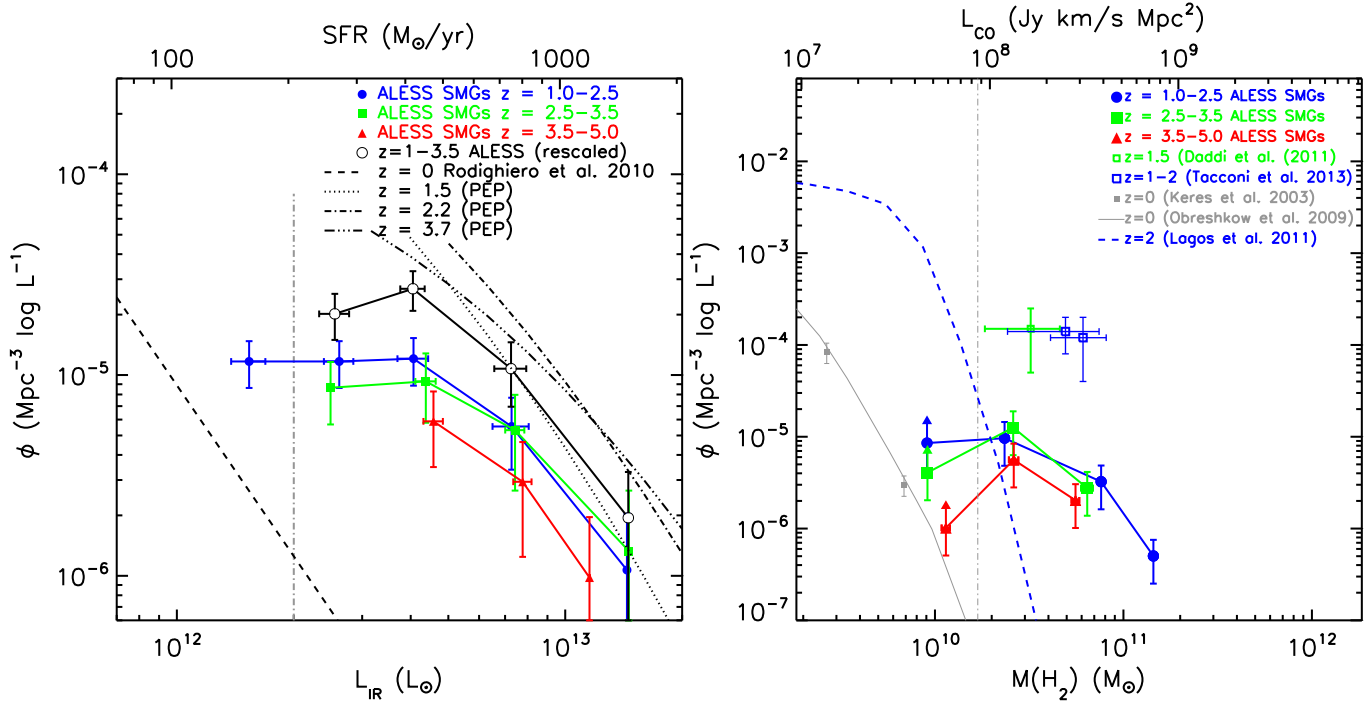 SFR (M⊙/yr)
100 1000
ALESS SMGs z = 1.0−2.5
ALESS SMGs z = 2.5−3.5
ALESS SMGs z = 3.5−5.0
z=1−3.5 ALESS (rescaled)
z = 0 Rodighiero et al. 2010
z = 1.5 (PEP)
z = 2.2 (PEP)
z = 3.7 (PEP)
ϕ (Mpc⁻³ log L⁻¹)
10⁻⁴
10⁻⁵
10⁻⁶
10¹² 10¹³
L_IR (L⊙)
L_CO (Jy km/s Mpc²)
10⁷ 10⁸ 10⁹
z = 1.0−2.5 ALESS SMGs
z = 2.5−3.5 ALESS SMGs
z = 3.5−5.0 ALESS SMGs
z=1.5 (Daddi et al. (2011)
z=1−2 (Tacconi et al. 2013)
z=0 (Keres et al. 2003)
z=0 (Obreshkow et al. 2009)
z=2 (Lagos et al. 2011)
ϕ (Mpc⁻³ log L⁻¹)
10⁻²
10⁻³
10⁻⁴
10⁻⁵
10⁻⁶
10⁻⁷
10¹⁰ 10¹¹ 10¹²
M(H₂) (M⊙)